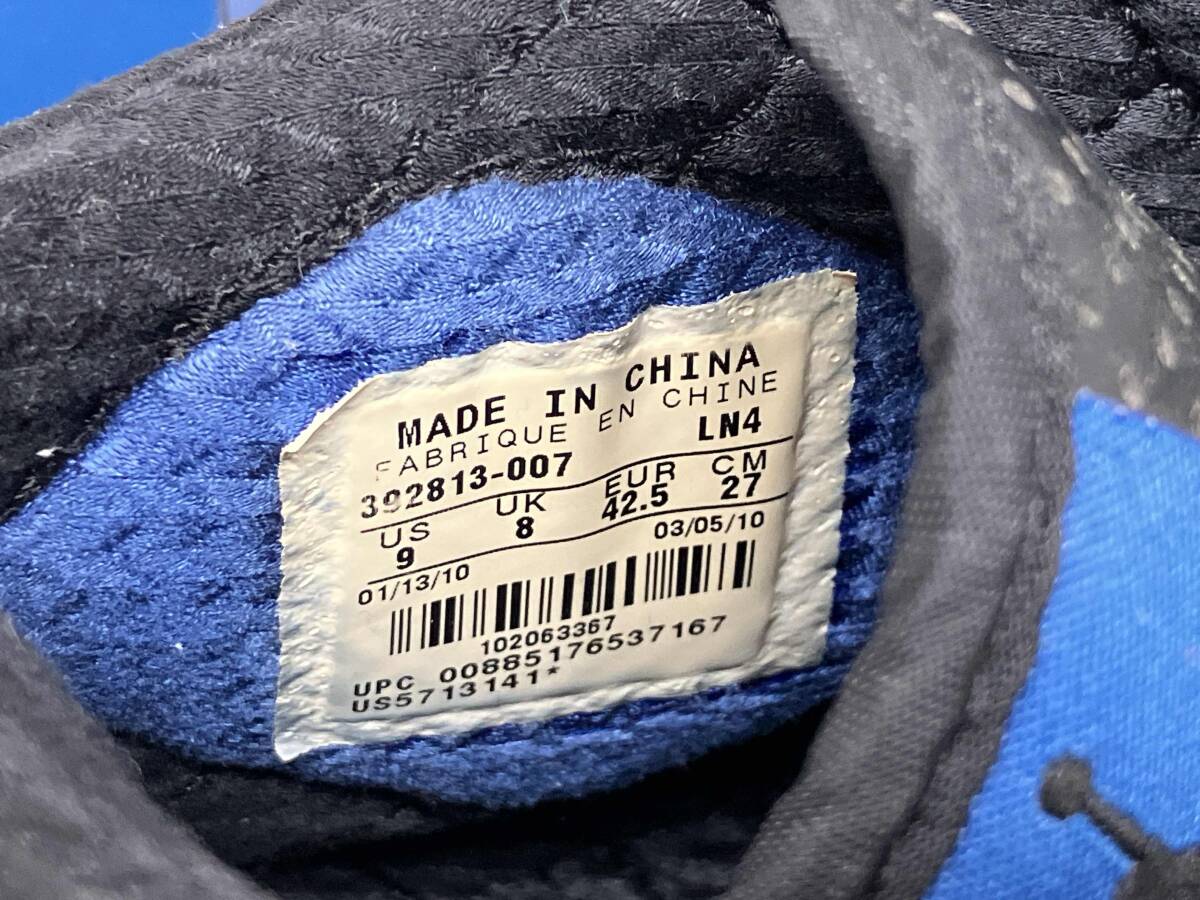 MADE IN CHINA
FABRIQUE EN CHINE
392813-007 LN4
US UK EUR CM
9 8 42.5 27
01/13/10 03/05/10
102063367
UPC 00885176537167
US5713141*